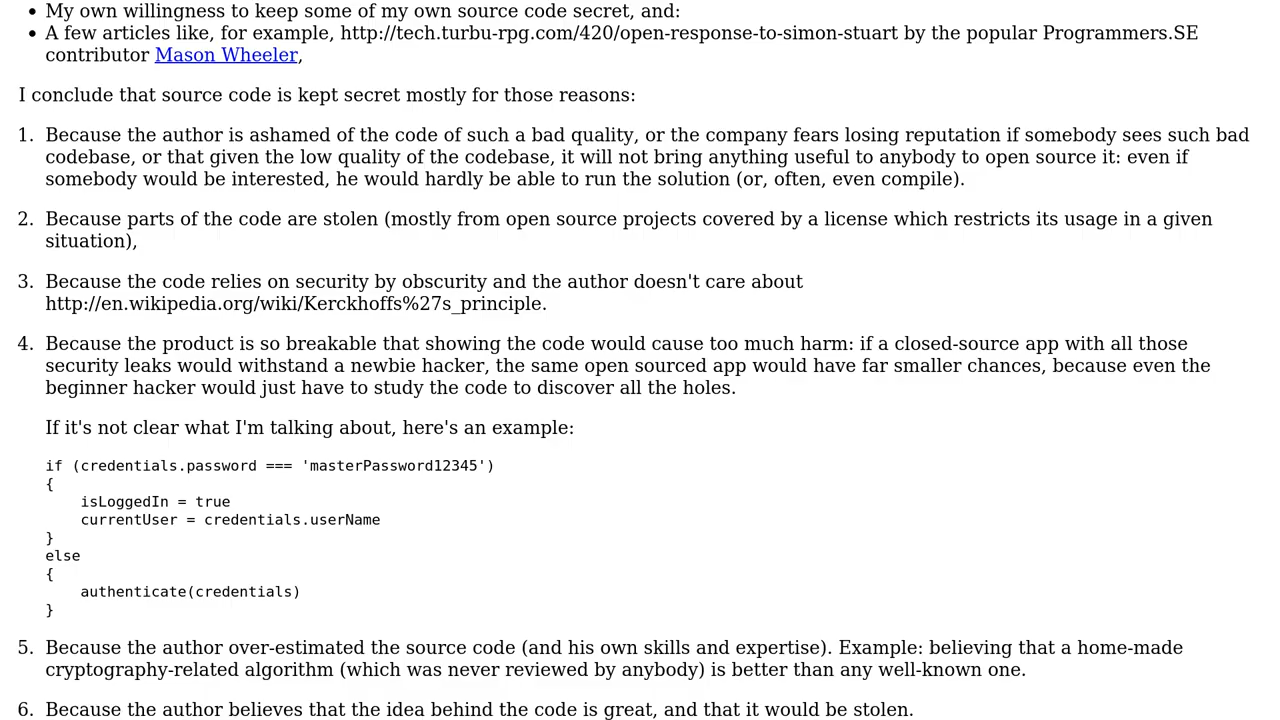 • My own willingness to keep some of my own source code secret, and:
• A few articles like, for example, http://tech.turbu-rpg.com/420/open-response-to-simon-stuart by the popular Programmers.SE
contributor Mason Wheeler,
I conclude that source code is kept secret mostly for those reasons:
1. Because the author is ashamed of the code of such a bad quality, or the company fears losing reputation if somebody sees such bad
codebase, or that given the low quality of the codebase, it will not bring anything useful to anybody to open source it: even if
somebody would be interested, he would hardly be able to run the solution (or, often, even compile).
2. Because parts of the code are stolen (mostly from open source projects covered by a license which restricts its usage in a given
situation),
3. Because the code relies on security by obscurity and the author doesn't care about
http://en.wikipedia.org/wiki/Kerckhoffs%27s_principle.
4. Because the product is so breakable that showing the code would cause too much harm: if a closed-source app with all those
security leaks would withstand a newbie hacker, the same open sourced app would have far smaller chances, because even the
beginner hacker would just have to study the code to discover all the holes.
If it's not clear what I'm talking about, here's an example:
if (credentials.password === 'masterPassword12345')
{
    isLoggedIn = true
    currentUser = credentials.userName
}
else
{
    authenticate(credentials)
}
5. Because the author over-estimated the source code (and his own skills and expertise). Example: believing that a home-made
cryptography-related algorithm (which was never reviewed by anybody) is better than any well-known one.
6. Because the author believes that the idea behind the code is great, and that it would be stolen.